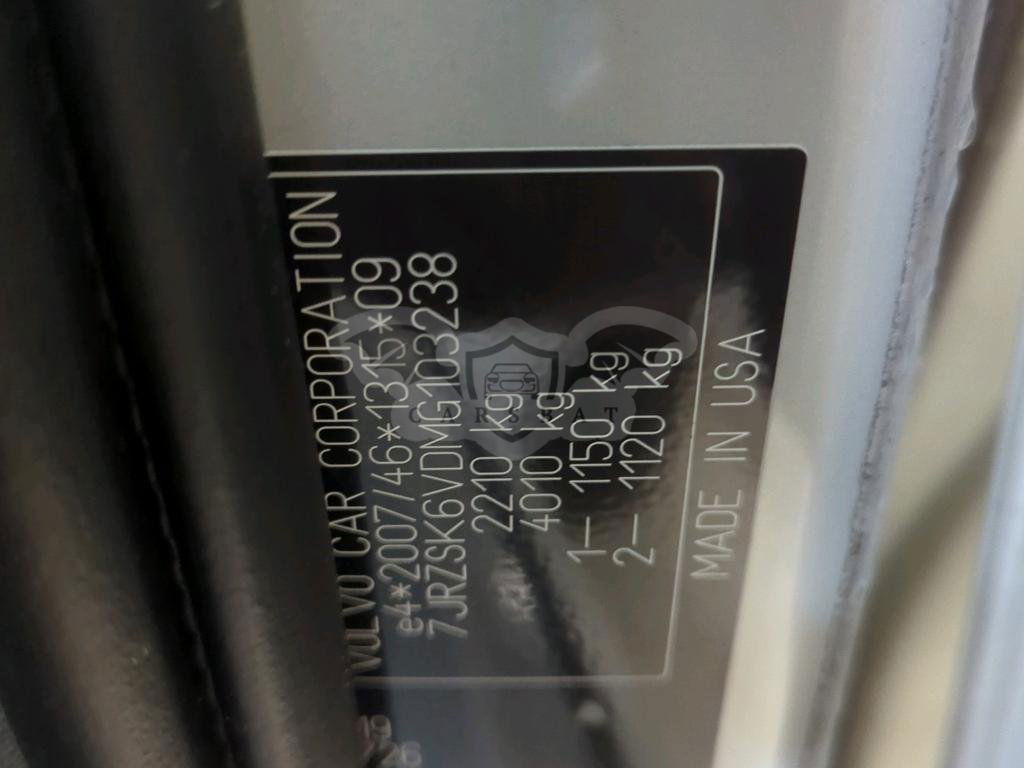 VOLVO CAR CORPORATION
e4*2007/46*1315*09
7JRZSK6VDMG103238
2210 kg
4010 kg
1– 1150 kg
2– 1120 kg
MADE IN USA
CARSBAT